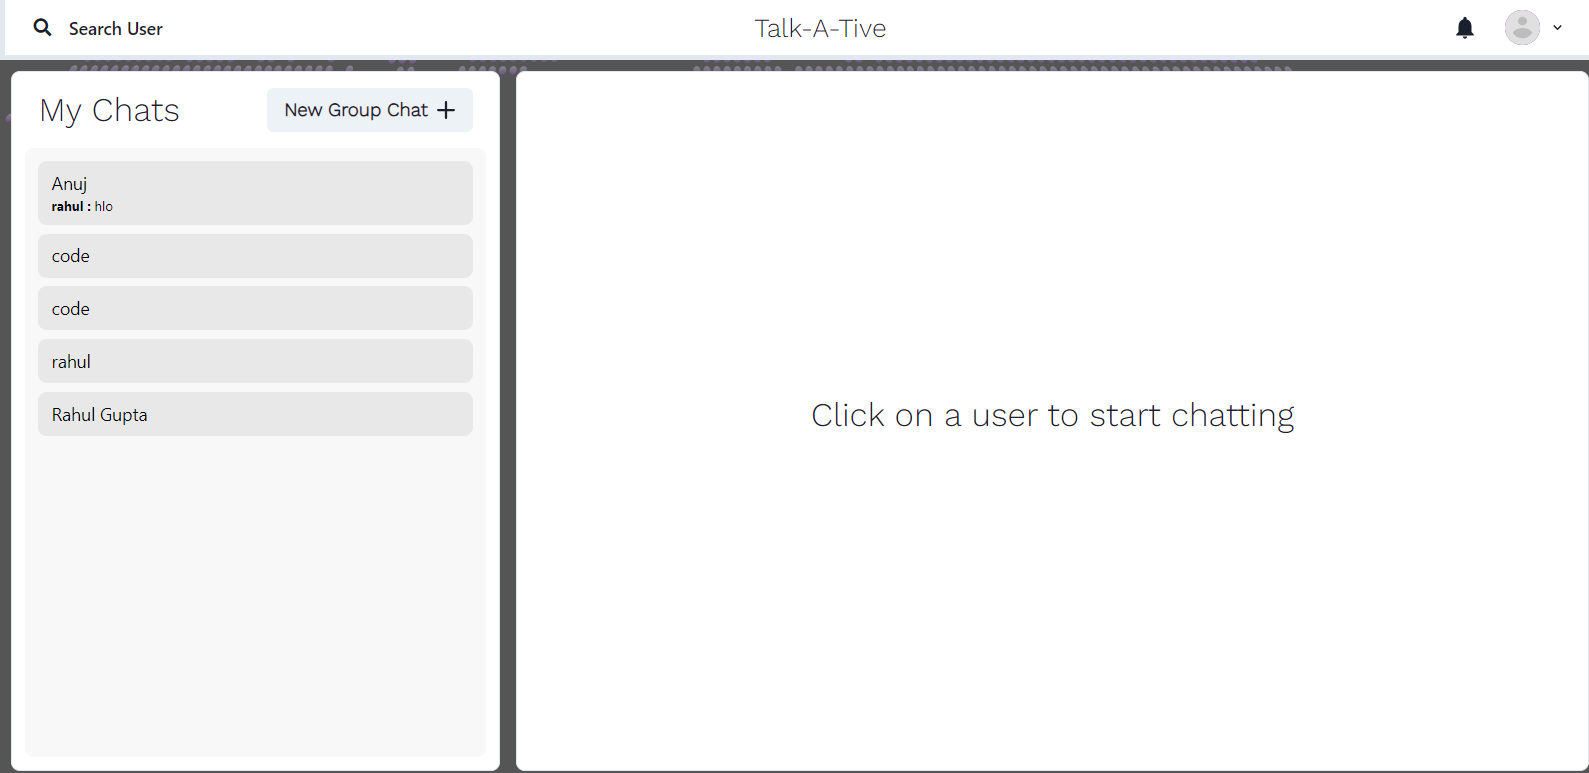 Search User
Talk-A-Tive
My Chats
New Group Chat
Anuj
rahul : hlo
code
code
rahul
Rahul Gupta
Click on a user to start chatting